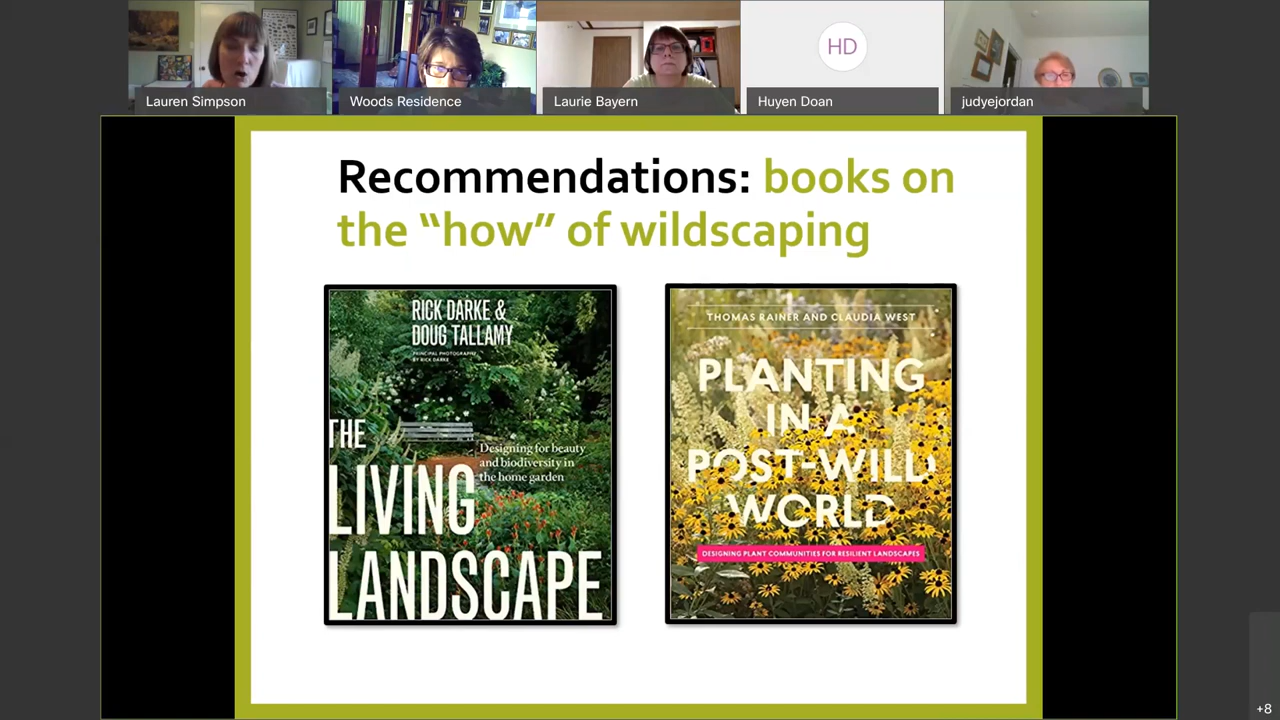 Lauren Simpson
Woods Residence
Laurie Bayern
HD
Huyen Doan
judyejordan
Recommendations: books on
the “how” of wildscaping
RICK DARKE &
DOUG TALLAMY
PRINCIPAL PHOTOGRAPHY
BY RICK DARKE
THE
LIVING
LANDSCAPE
Designing for beauty
and biodiversity in
the home garden
THOMAS RAINER AND CLAUDIA WEST
PLANTING
IN A
POST-WILD
WORLD
DESIGNING PLANT COMMUNITIES FOR RESILIENT LANDSCAPES
+8